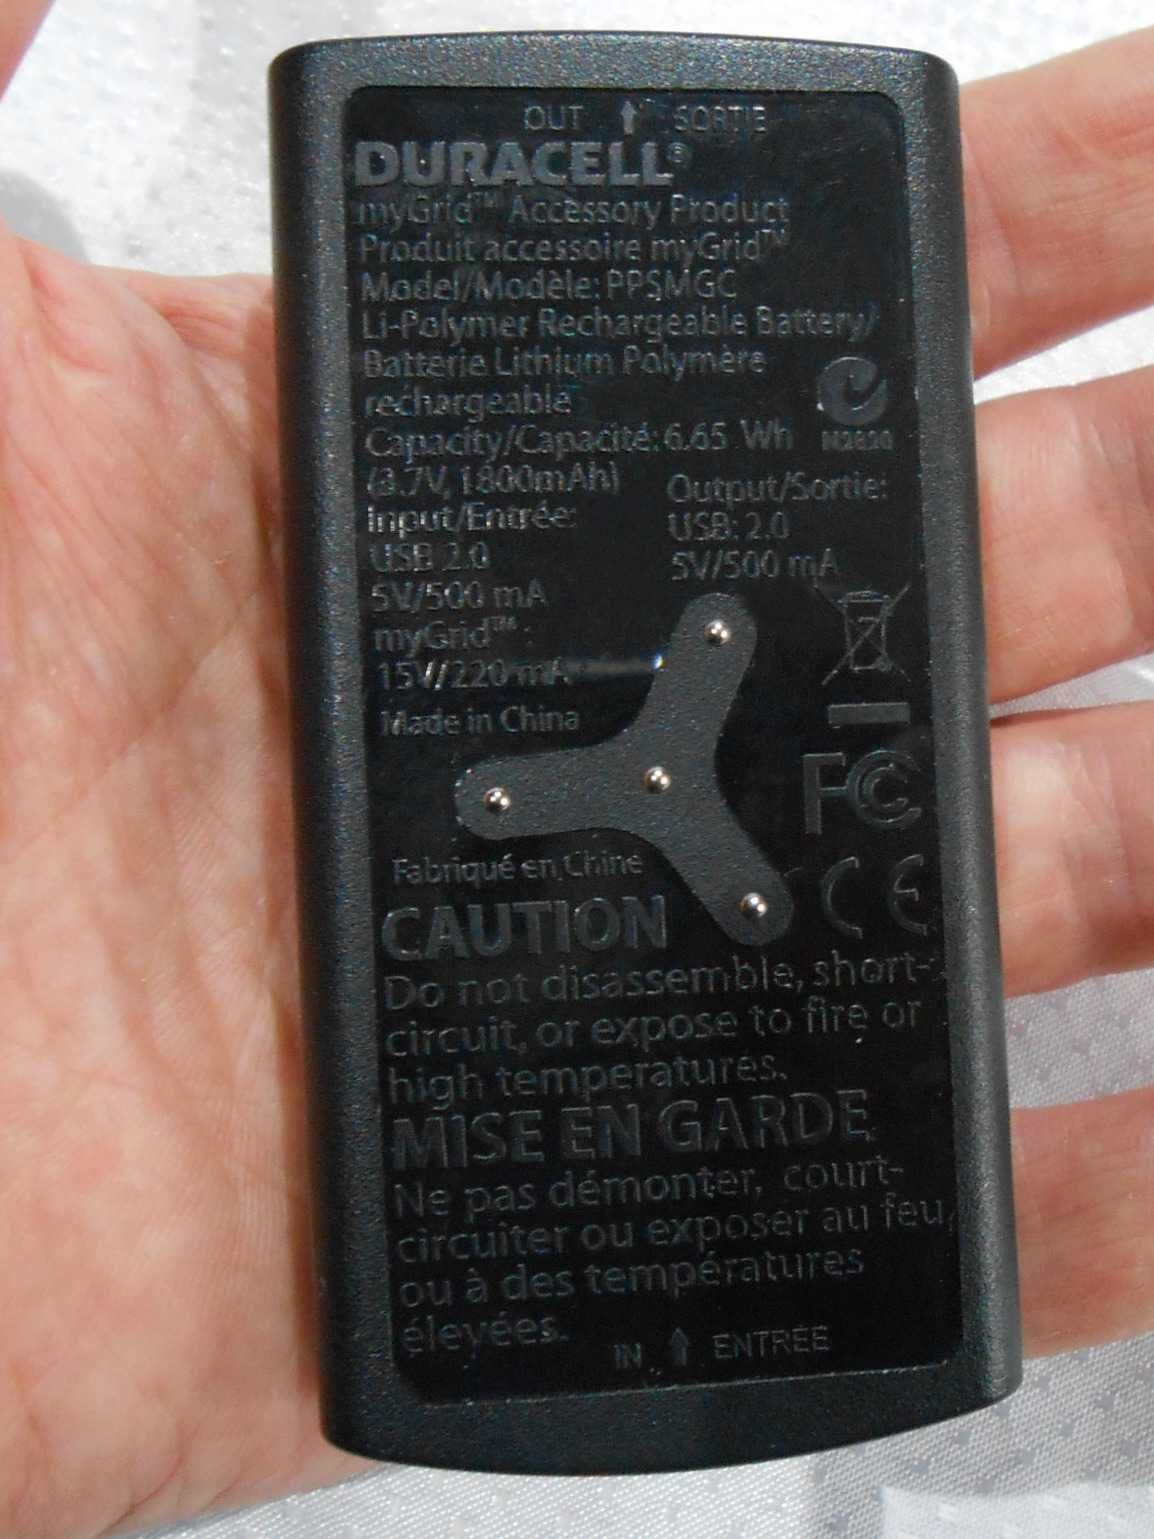 OUT SORTIE
DURACELL®
myGrid™ Accessory Product
Produit accessoire myGrid™
Model/Modèle: PPSMGC
Li-Polymer Rechargeable Battery/
Batterie Lithium Polymère
rechargeable
Capacity/Capacité: 6.65 Wh
(3.7V, 1800mAh)
N2820
Input/Entrée:
USB 2.0
5V/500 mA
myGrid™:
15V/220 mA
Output/Sortie:
USB: 2.0
5V/500 mA
Made in China
FC
Fabriqué en Chine
CE
CAUTION
Do not disassemble, short-
circuit, or expose to fire or
high temperatures.
MISE EN GARDE
Ne pas démonter, court-
circuiter ou exposer au feu,
ou à des températures
élevées.
IN ENTRÉE